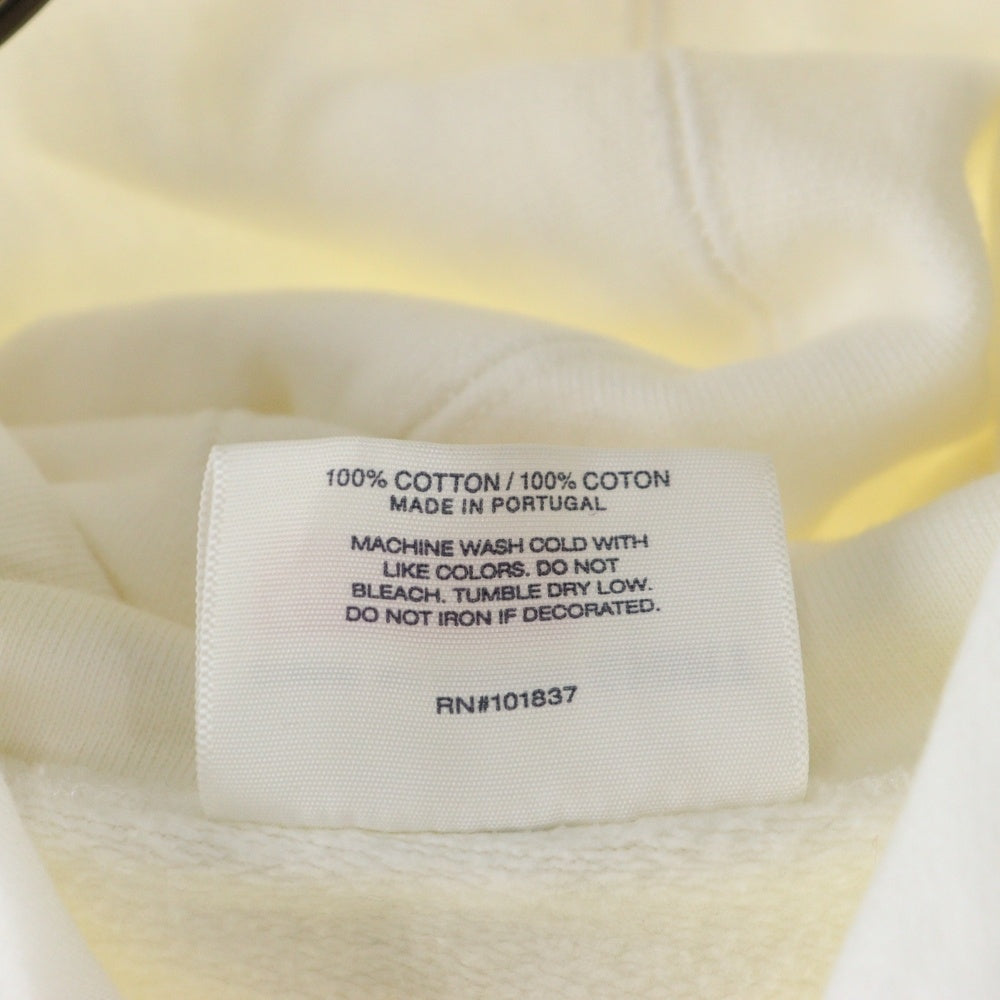 100% COTTON / 100% COTON
MADE IN PORTUGAL
MACHINE WASH COLD WITH
LIKE COLORS. DO NOT
BLEACH. TUMBLE DRY LOW.
DO NOT IRON IF DECORATED.
RN#101837